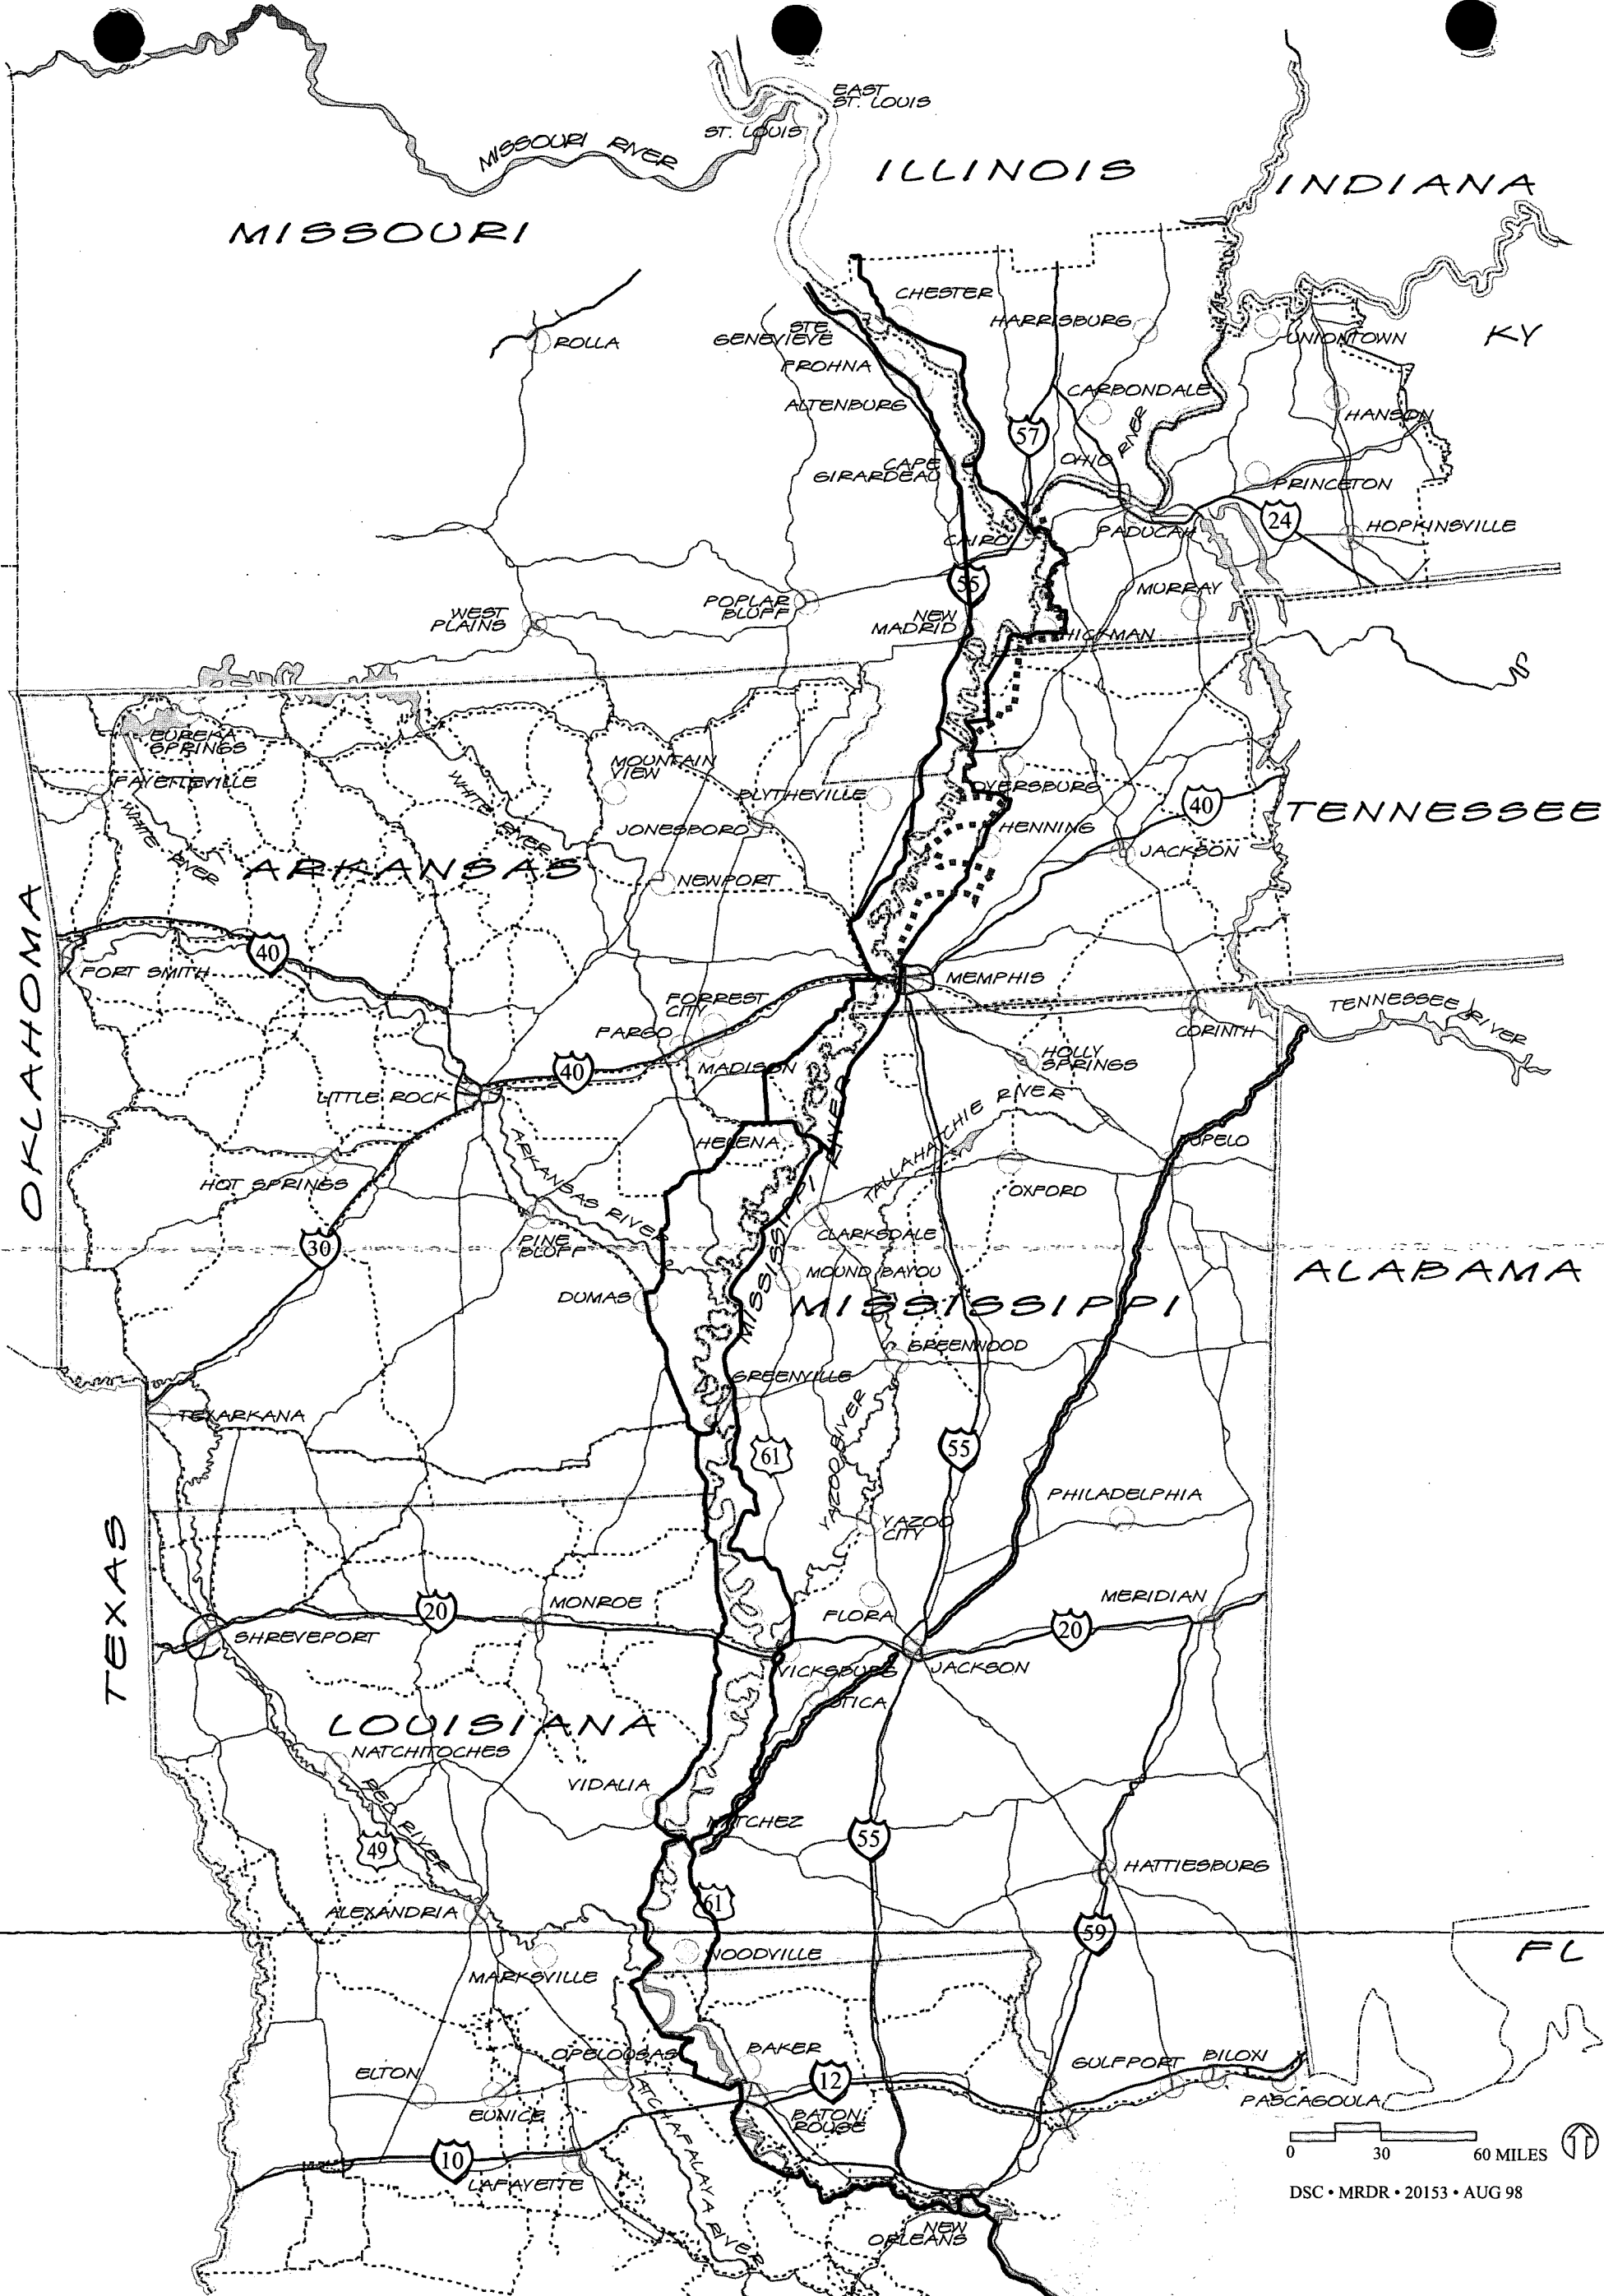 EAST
ST. LOUIS
ST. LOUIS
MISSOURI RIVER
ILLINOIS
INDIANA
MISSOURI
CHESTER
HARRISBURG
STE.
GENEVIEVE
UNIONTOWN
KY
ROLLA
FROHNA
CARBONDALE
ALTENBURG
HANSON
57
OHIO RIVER
CAPE
GIRARDEAU
PRINCETON
24
HOPKINSVILLE
CAIRO
PADUCAH
55
MURRAY
POPLAR
BLUFF
WEST
PLAINS
NEW
MADRID
HICKMAN
EUREKA
SPRINGS
MOUNTAIN
VIEW
FAYETTEVILLE
WHITE RIVER
WHITE RIVER
BLYTHEVILLE
DYERSBURG
40
TENNESSEE
JONESBORO
HENNING
JACKSON
ARKANSAS
NEWPORT
OKLAHOMA
40
FORT SMITH
MEMPHIS
FORREST
CITY
TENNESSEE RIVER
PARGO
CORINTH
MADISON
HOLLY
SPRINGS
40
LITTLE ROCK
HELENA
TALLAHATCHIE RIVER
TUPELO
ARKANSAS RIVER
HOT SPRINGS
OXFORD
MISSISSIPPI RIVER
CLARKSDALE
30
PINE
BLUFF
MOUND BAYOU
ALABAMA
DUMAS
MISSISSIPPI
GREENWOOD
GREENVILLE
TEXARKANA
YAZOO RIVER
61
55
PHILADELPHIA
YAZOO
CITY
TEXAS
MERIDIAN
20
MONROE
FLORA
20
SHREVEPORT
VICKSBURG
JACKSON
UTICA
LOUISIANA
NATCHITOCHES
VIDALIA
RED RIVER
NATCHEZ
49
55
HATTIESBURG
61
ALEXANDRIA
59
WOODVILLE
FL
MARKSVILLE
OPELOUSAS
BAKER
ELTON
12
GULFPORT
BILOXI
EUNICE
PASCAGOULA
BATON
ROUGE
ATCHAFALAYA RIVER
10
LAFAYETTE
0 30 60 MILES
DSC • MRDR • 20153 • AUG 98
NEW
ORLEANS